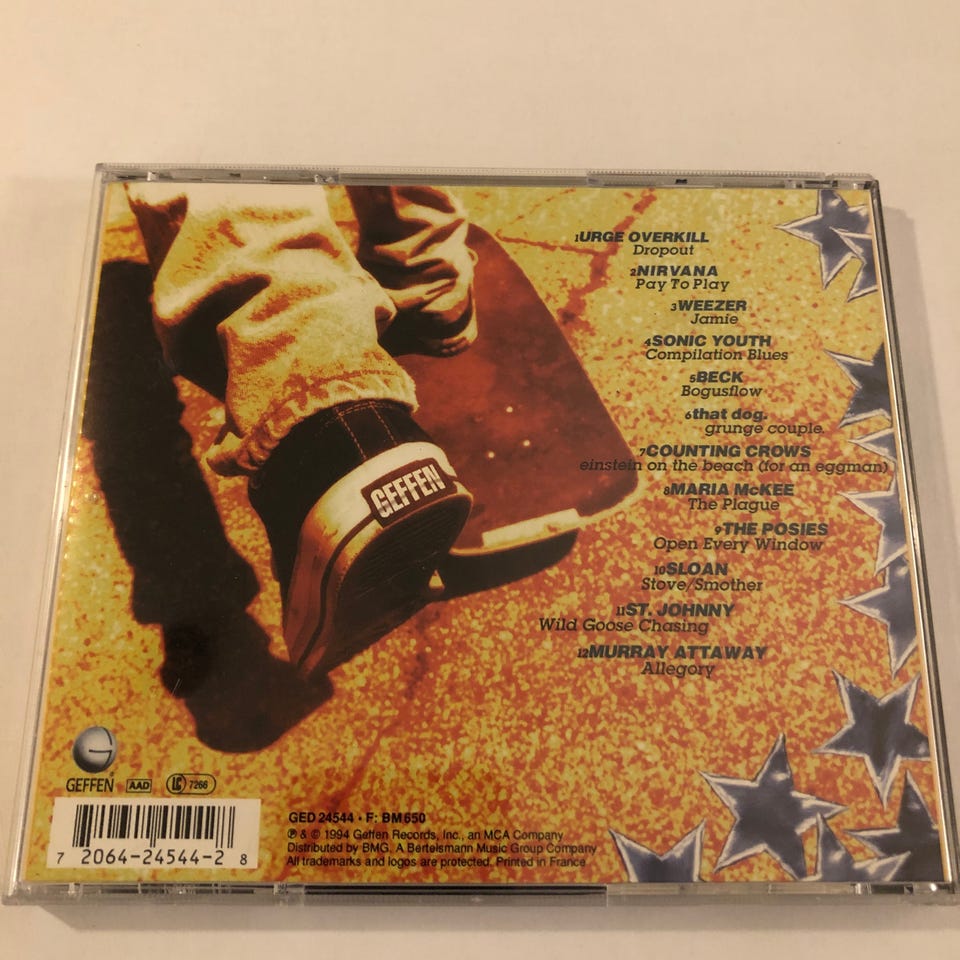 1URGE OVERKILL
Dropout
2NIRVANA
Pay To Play
3WEEZER
Jamie
4SONIC YOUTH
Compilation Blues
5BECK
Bogusflow
6that dog.
grunge couple.
7COUNTING CROWS
einstein on the beach (for an eggman)
8MARIA McKEE
The Plague
9THE POSIES
Open Every Window
10SLOAN
Stove/Smother
11ST. JOHNNY
Wild Goose Chasing
12MURRAY ATTAWAY
Allegory
GEFFEN
GEFFEN AAD LC 7266
7 2064-24544-2 8
GED 24544 • F: BM 650
℗ & © 1994 Geffen Records, Inc., an MCA Company
Distributed by BMG. A Bertelsmann Music Group Company
All trademarks and logos are protected. Printed in France.